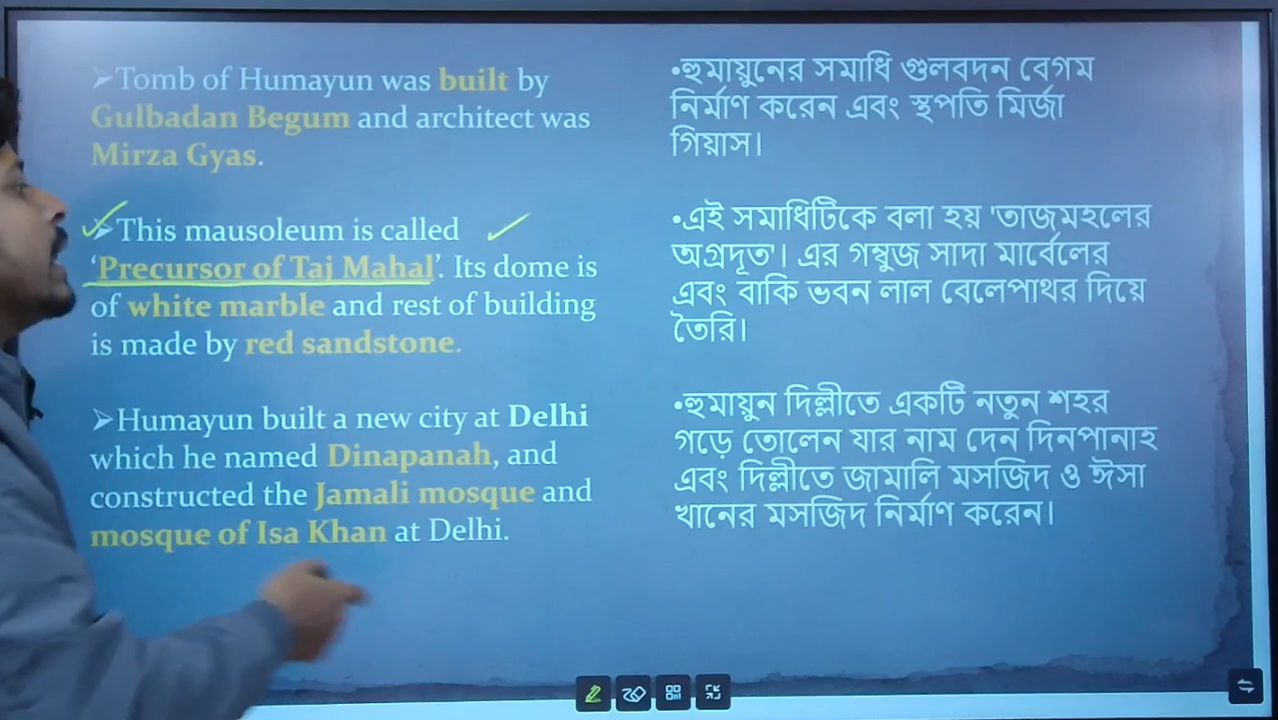 ➤Tomb of Humayun was built by
Gulbadan Begum and architect was
Mirza Gyas.
➤This mausoleum is called
‘Precursor of Taj Mahal’. Its dome is
of white marble and rest of building
is made by red sandstone.
➤Humayun built a new city at Delhi
which he named Dinapanah, and
constructed the Jamali mosque and
mosque of Isa Khan at Delhi.
•হুমায়ুনের সমাধি গুলবদন বেগম
নির্মাণ করেন এবং স্থপতি মির্জা
গিয়াস।
•এই সমাধিটিকে বলা হয় 'তাজমহলের
অগ্রদূত'। এর গম্বুজ সাদা মার্বেলের
এবং বাকি ভবন লাল বেলেপাথর দিয়ে
তৈরি।
•হুমায়ুন দিল্লীতে একটি নতুন শহর
গড়ে তোলেন যার নাম দেন দিনপানাহ
এবং দিল্লীতে জামালি মসজিদ ও ঈসা
খানের মসজিদ নির্মাণ করেন।